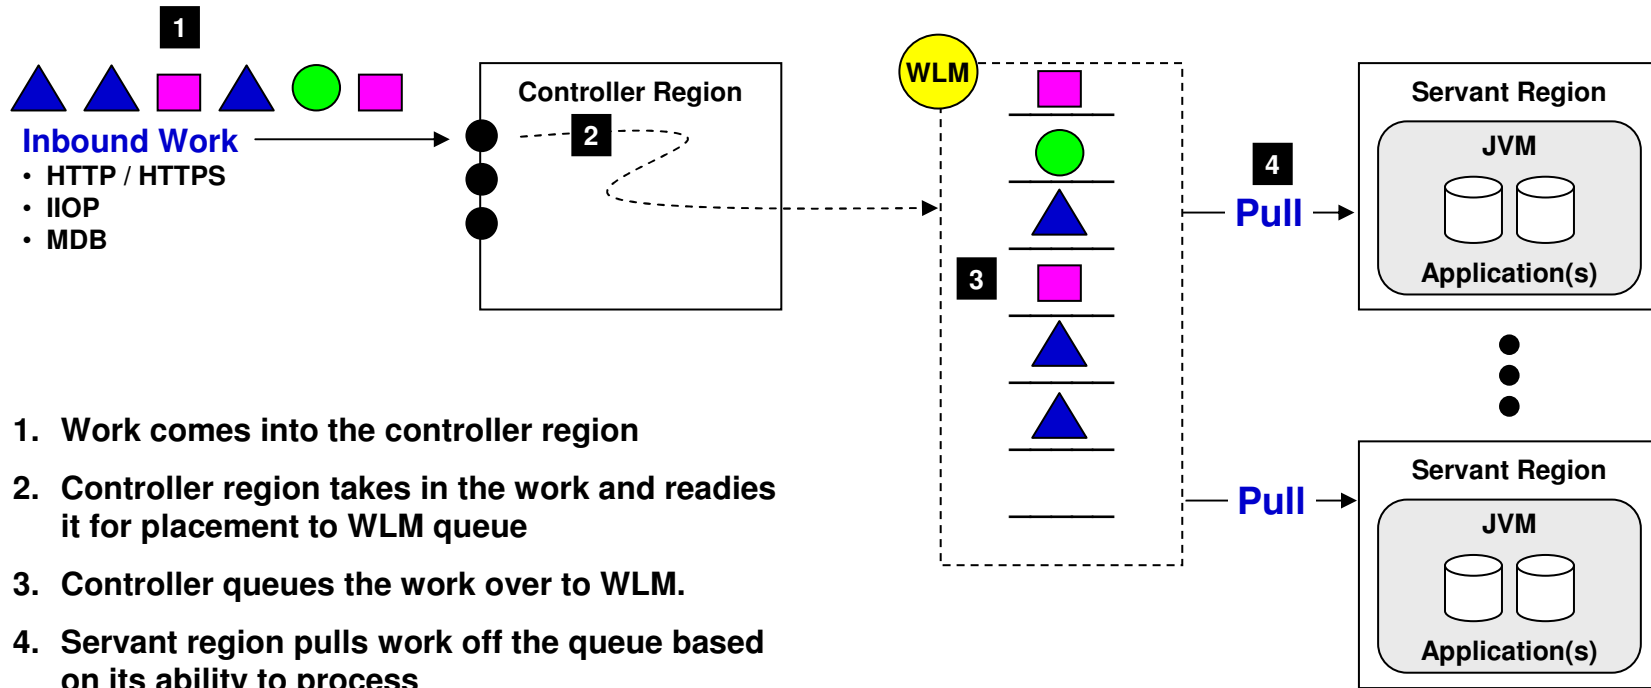 1
Inbound Work
• HTTP / HTTPS
• IIOP
• MDB
Controller Region
2
WLM
3
4
Pull
Servant Region
JVM
Application(s)
Pull
Servant Region
JVM
Application(s)
1. Work comes into the controller region
2. Controller region takes in the work and readies
it for placement to WLM queue
3. Controller queues the work over to WLM.
4. Servant region pulls work off the queue based
on its ability to process